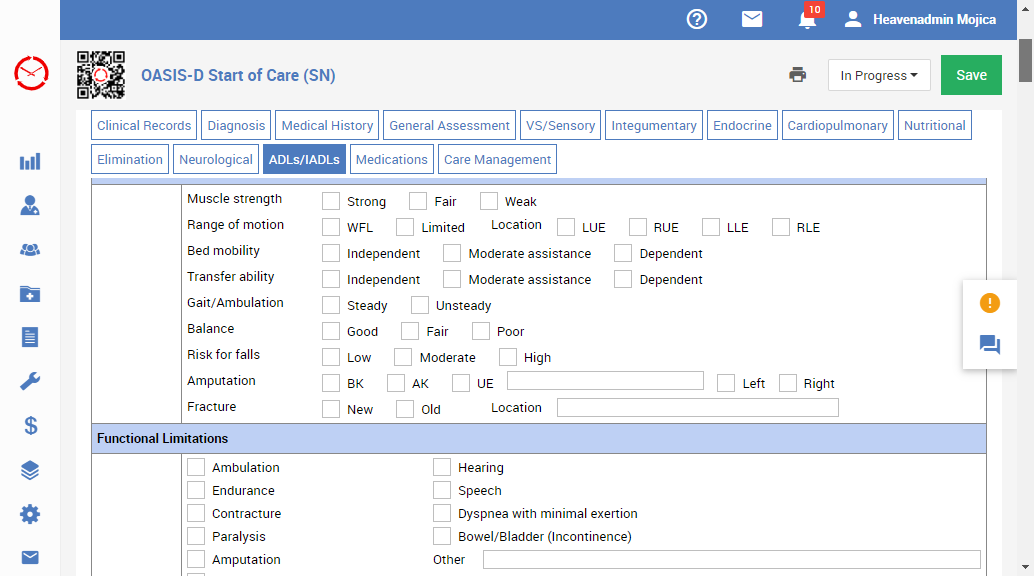 10
Heavenadmin Mojica
OASIS-D Start of Care (SN)
In Progress
Save
Clinical Records Diagnosis Medical History General Assessment VS/Sensory Integumentary Endocrine Cardiopulmonary Nutritional
Elimination Neurological ADLs/IADLs Medications Care Management
Muscle strength Strong Fair Weak
Range of motion WFL Limited Location LUE RUE LLE RLE
Bed mobility Independent Moderate assistance Dependent
Transfer ability Independent Moderate assistance Dependent
Gait/Ambulation Steady Unsteady
Balance Good Fair Poor
Risk for falls Low Moderate High
Amputation BK AK UE Left Right
Fracture New Old Location
Functional Limitations
Ambulation Hearing
Endurance Speech
Contracture Dyspnea with minimal exertion
Paralysis Bowel/Bladder (Incontinence)
Amputation Other